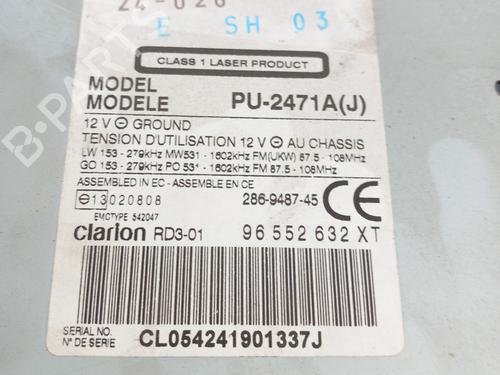 24-026
E SH 03
CLASS 1 LASER PRODUCT
MODEL
MODELE PU-2471A(J)
12 V ⊖ GROUND
TENSION D'UTILISATION 12 V ⊖ AU CHASSIS
LW 153 - 279kHz MW531 - 1602kHz FM(UKW) 87.5 - 108MHz
GO 153 - 279kHz PO 531 - 1602kHz FM 87.5 - 108MHz
ASSEMBLED IN EC - ASSEMBLE EN CE
13020808 286-9487-45 CE
EMCTYPE 542047
clarion RD3-01 96 552 632 XT
SERIAL NO.
N° DE SERIE CL054241901337J
B-PARTS